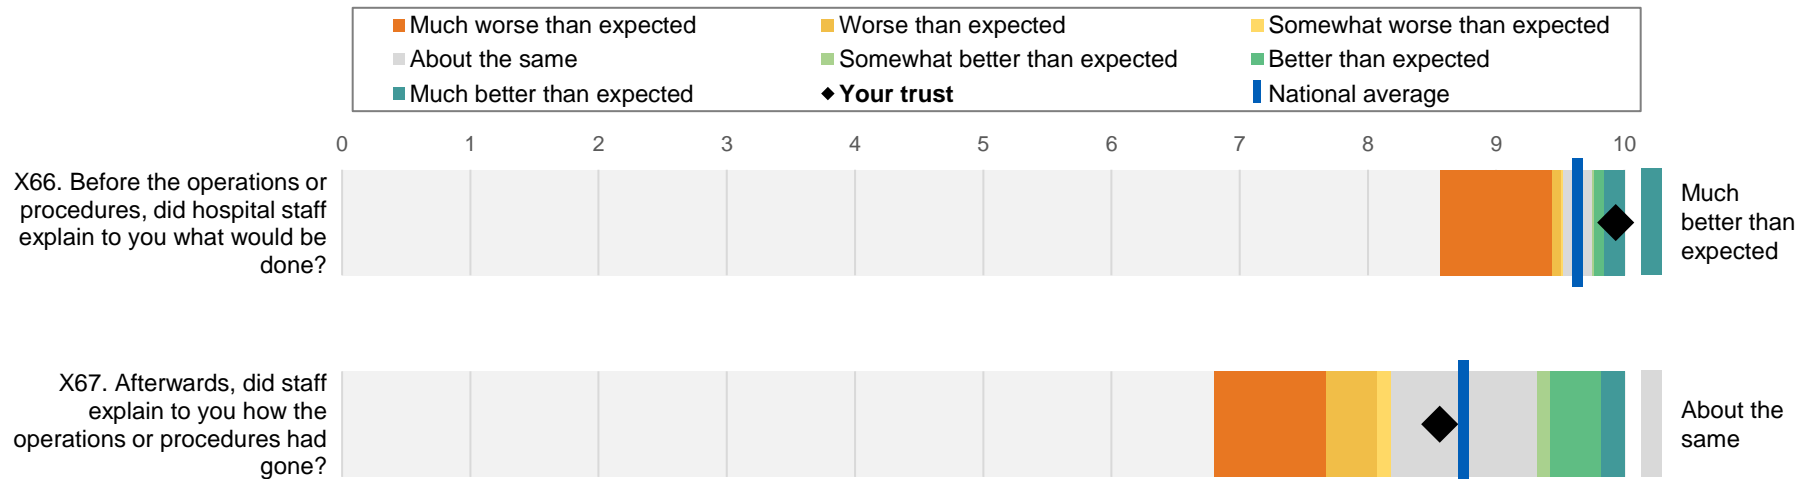 Much worse than expected
Worse than expected
Somewhat worse than expected
About the same
Somewhat better than expected
Better than expected
Much better than expected
Your trust
National average
0 1 2 3 4 5 6 7 8 9 10
X66. Before the operations or
procedures, did hospital staff
explain to you what would be
done?
Much
better than
expected
X67. Afterwards, did staff
explain to you how the
operations or procedures had
gone?
About the
same